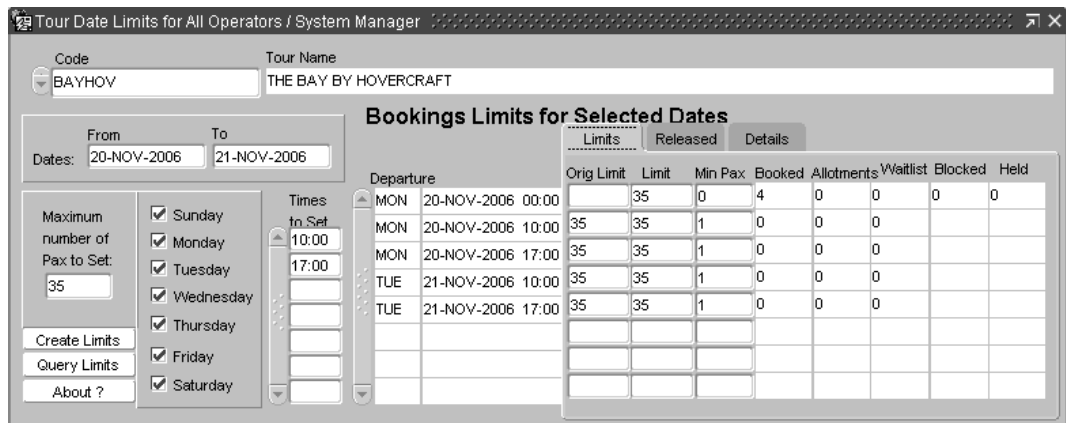 Tour Date Limits for All Operators / System Manager
Code Tour Name
BAYHOV THE BAY BY HOVERCRAFT
Bookings Limits for Selected Dates
From To
Dates: 20-NOV-2006 21-NOV-2006
Maximum number of Pax to Set:
35
Create Limits
Query Limits
About ?
Sunday
Monday
Tuesday
Wednesday
Thursday
Friday
Saturday
Times to Set
10:00
17:00
Limits Released Details
Departure Orig Limit Limit Min Pax Booked Allotments Waitlist Blocked Held
MON 20-NOV-2006 00:00 35 0 4 0 0 0 0
MON 20-NOV-2006 10:00 35 35 1 0 0 0
MON 20-NOV-2006 17:00 35 35 1 0 0 0
TUE 21-NOV-2006 10:00 35 35 1 0 0 0
TUE 21-NOV-2006 17:00 35 35 1 0 0 0